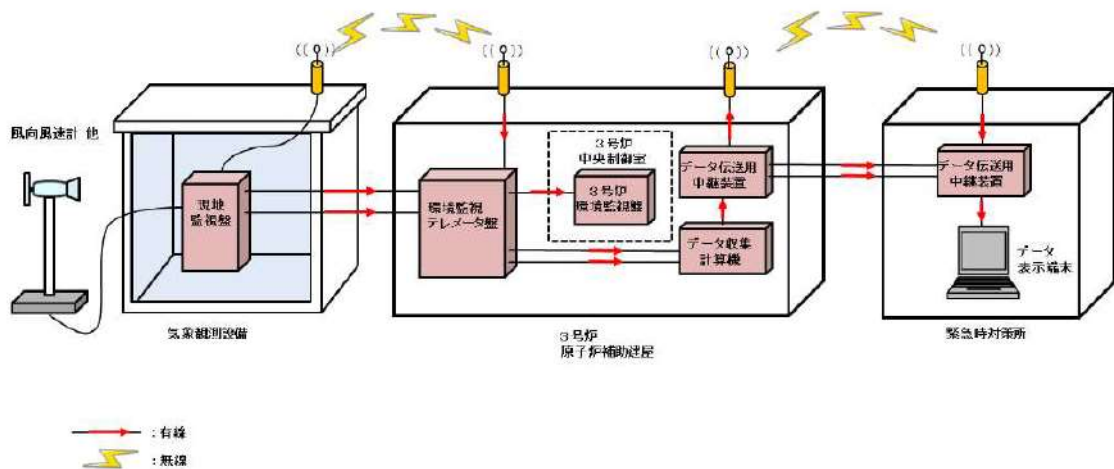 風向風速計 他
現地
監視盤
気象観測設備
環境監視
テレメータ盤
3号炉
中央制御室
3号炉
環境監視盤
データ伝送用
中継装置
データ収集
計算機
3号炉
原子炉補助建屋
データ伝送用
中継装置
データ
表示端末
緊急時対策所
：有線
：無線